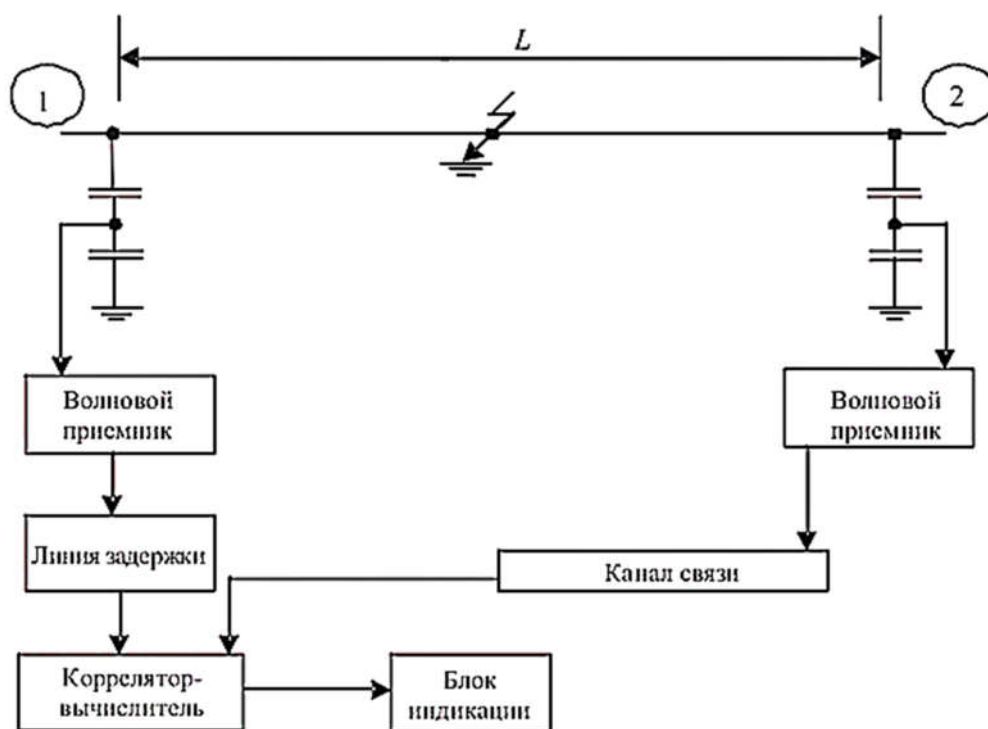 L
1
2
Волновой
приемник
Волновой
приемник
Линия задержки
Канал связи
Коррелятор-
вычислитель
Блок
индикации